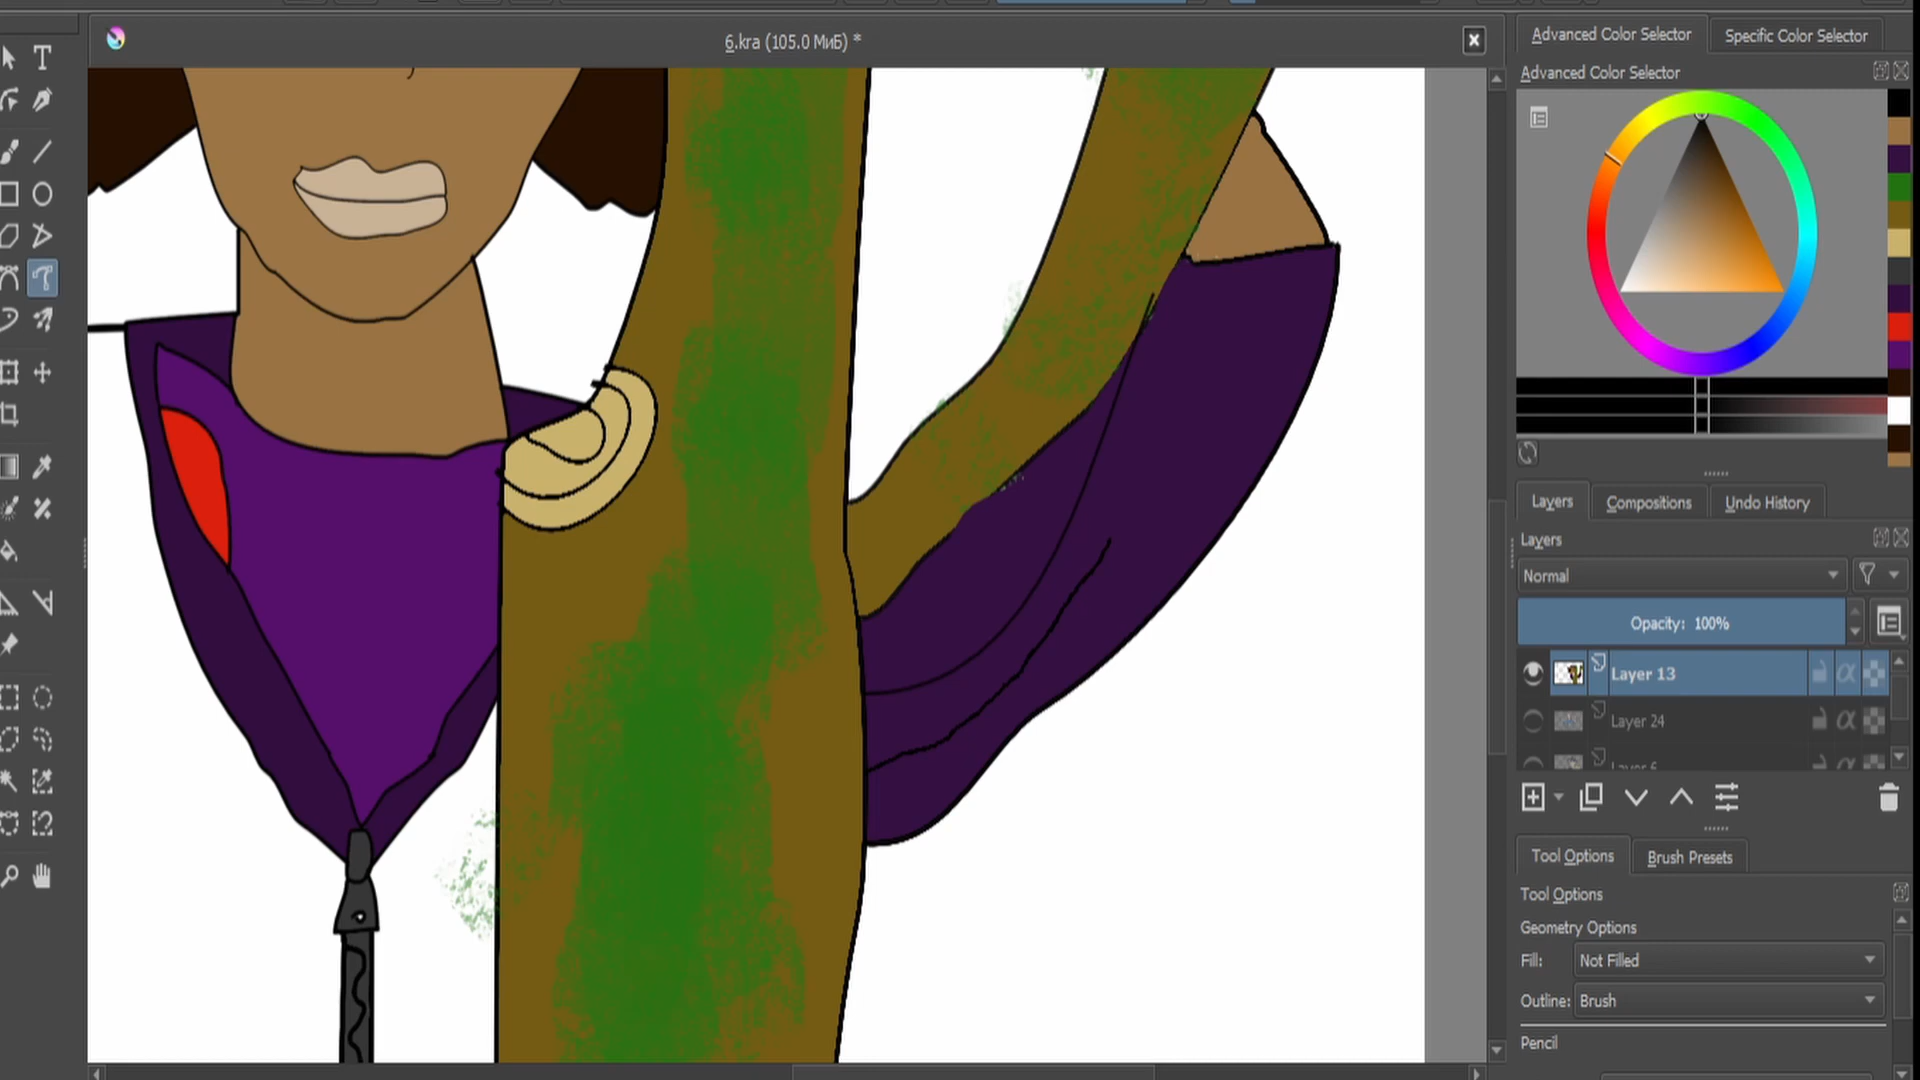 6.kra (105.0 МиБ) *
Advanced Color Selector
Specific Color Selector
Advanced Color Selector
Layers
Compositions
Undo History
Layers
Normal
Opacity: 100%
Layer 13
Layer 24
Layer 6
Tool Options
Brush Presets
Tool Options
Geometry Options
Fill: Not Filled
Outline: Brush
Pencil